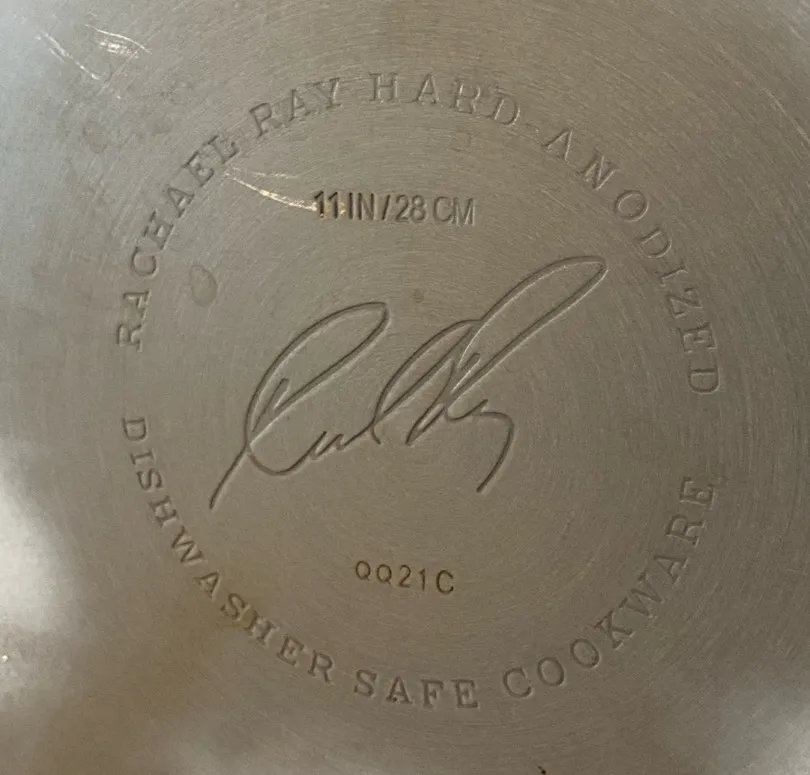 RACHAEL RAY HARD-ANODIZED
11 IN/28 CM
QQ21C
DISHWASHER SAFE COOKWARE